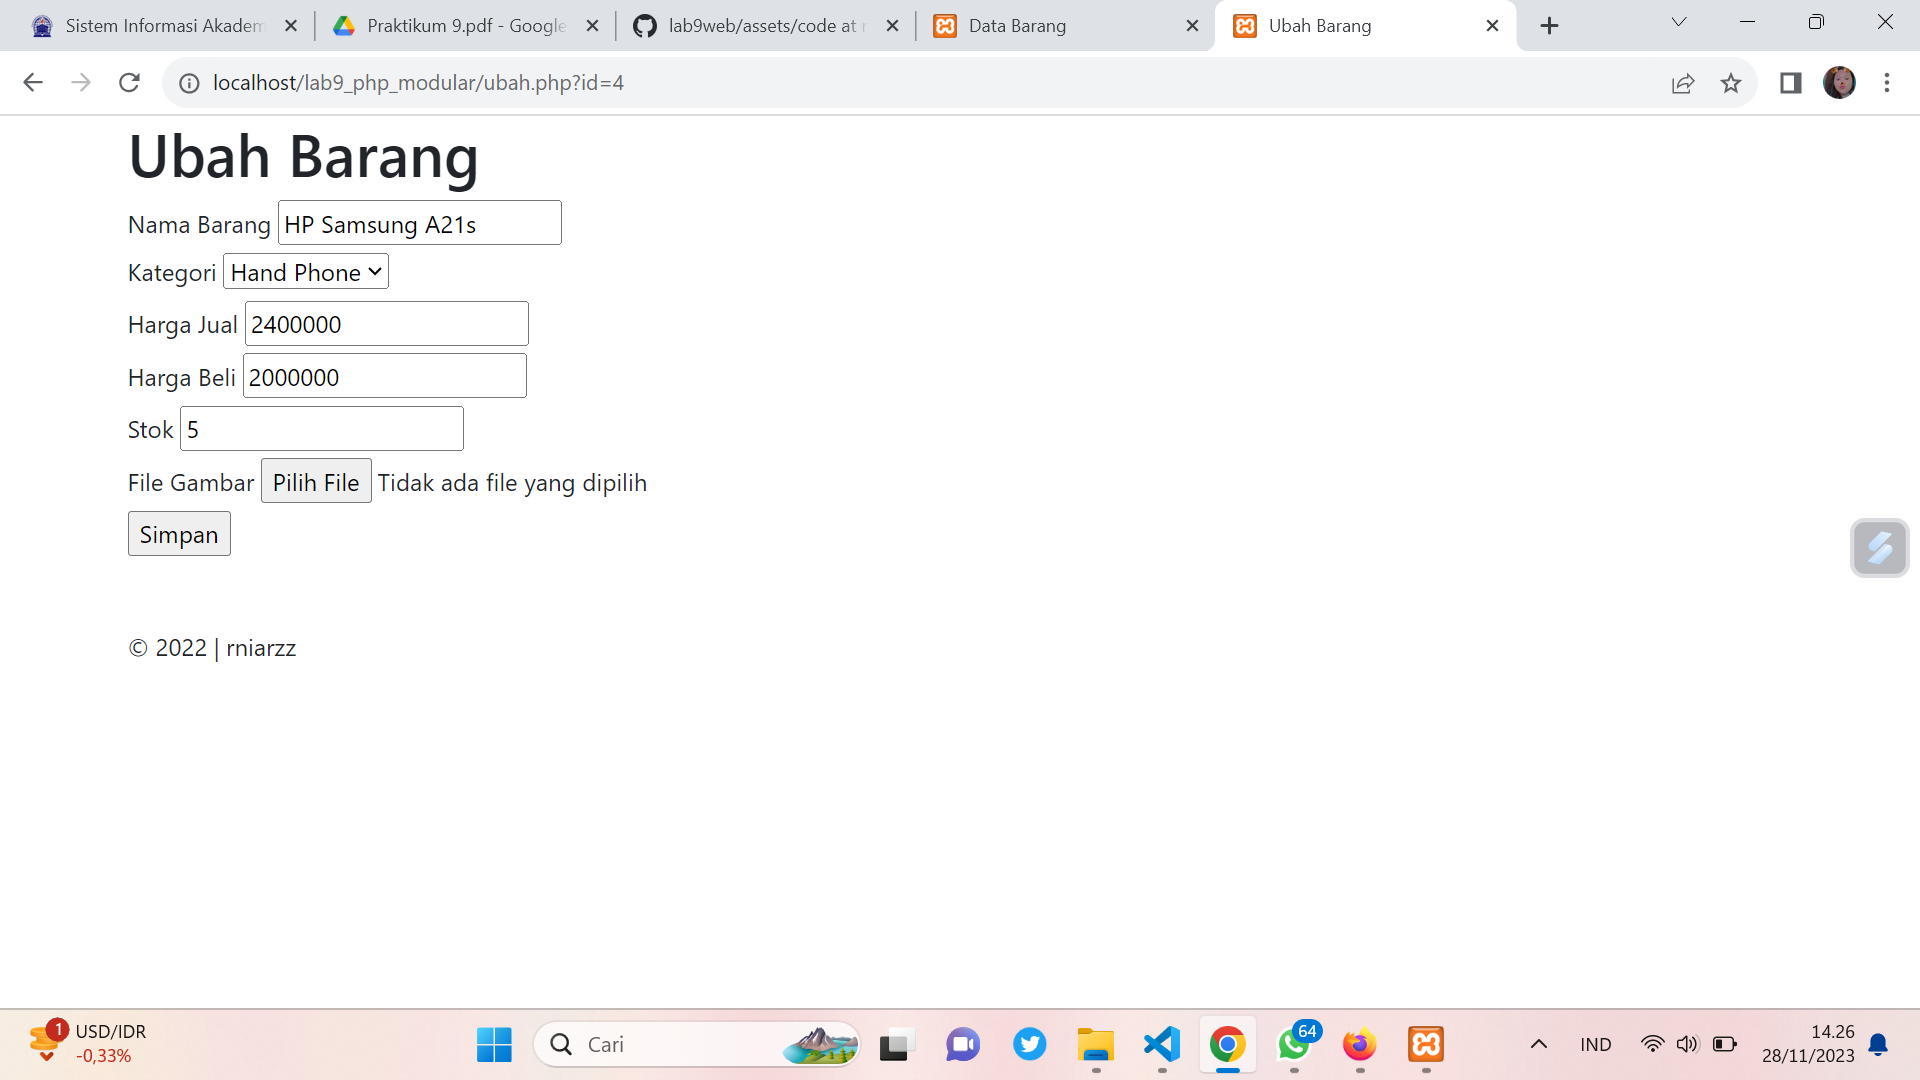 Sistem Informasi Akadem
Praktikum 9.pdf - Google
lab9web/assets/code at
Data Barang
Ubah Barang
localhost/lab9_php_modular/ubah.php?id=4
Ubah Barang
Nama Barang HP Samsung A21s
Kategori Hand Phone
Harga Jual 2400000
Harga Beli 2000000
Stok 5
File Gambar Pilih File Tidak ada file yang dipilih
Simpan
© 2022 | rniarzz
1
USD/IDR
-0,33%
Cari
64
IND
14.26
28/11/2023